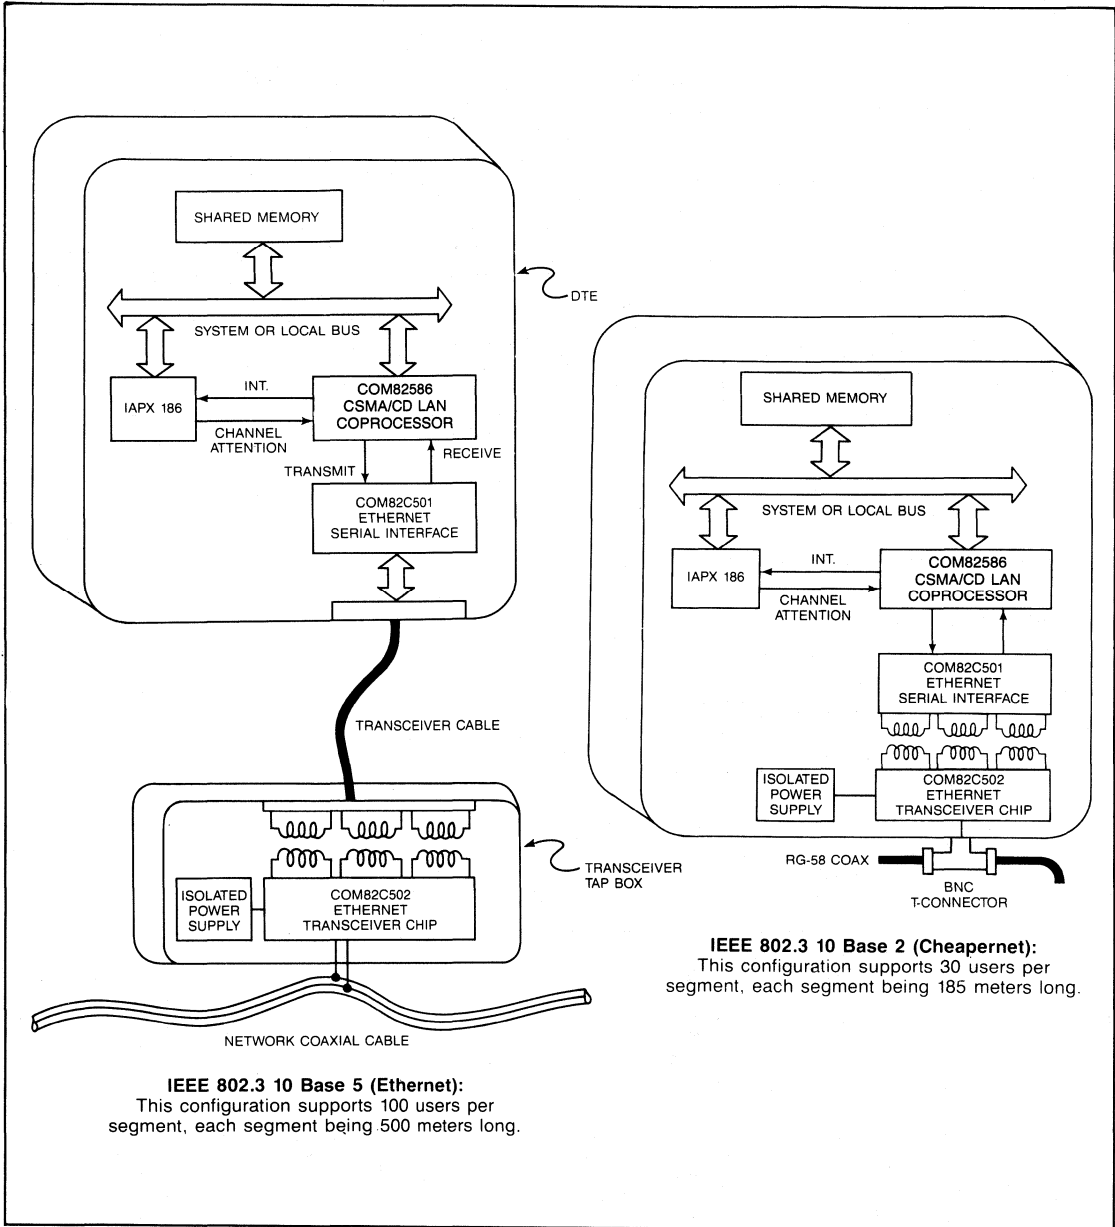 SHARED MEMORY
DTE
SYSTEM OR LOCAL BUS
IAPX 186
INT.
CHANNEL
ATTENTION
COM82586
CSMA/CD LAN
COPROCESSOR
TRANSMIT
RECEIVE
COM82C501
ETHERNET
SERIAL INTERFACE
TRANSCEIVER CABLE
TRANSCEIVER
TAP BOX
ISOLATED
POWER
SUPPLY
COM82C502
ETHERNET
TRANSCEIVER CHIP
NETWORK COAXIAL CABLE
IEEE 802.3 10 Base 5 (Ethernet):
This configuration supports 100 users per
segment, each segment being 500 meters long.
SHARED MEMORY
SYSTEM OR LOCAL BUS
IAPX 186
INT.
CHANNEL
ATTENTION
COM82586
CSMA/CD LAN
COPROCESSOR
COM82C501
ETHERNET
SERIAL INTERFACE
ISOLATED
POWER
SUPPLY
COM82C502
ETHERNET
TRANSCEIVER CHIP
RG-58 COAX
BNC
T-CONNECTOR
IEEE 802.3 10 Base 2 (Cheapernet):
This configuration supports 30 users per
segment, each segment being 185 meters long.